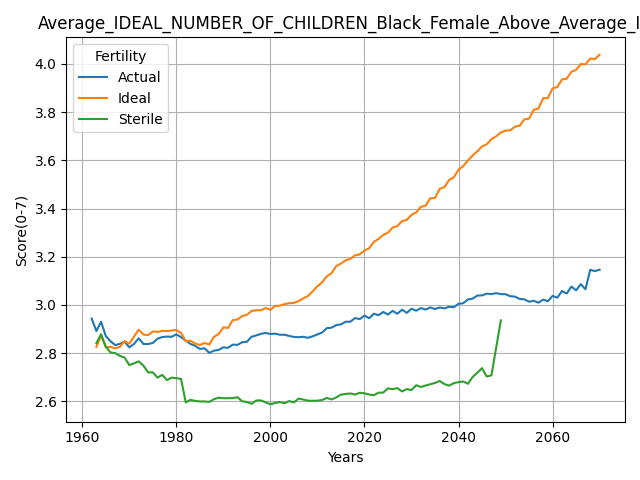 Average_IDEAL_NUMBER_OF_CHILDREN_Black_Female_Above_Average_I
Fertility
Actual
Ideal
Sterile
Score(0-7)
4.0
3.8
3.6
3.4
3.2
3.0
2.8
2.6
1960 1980 2000 2020 2040 2060
Years